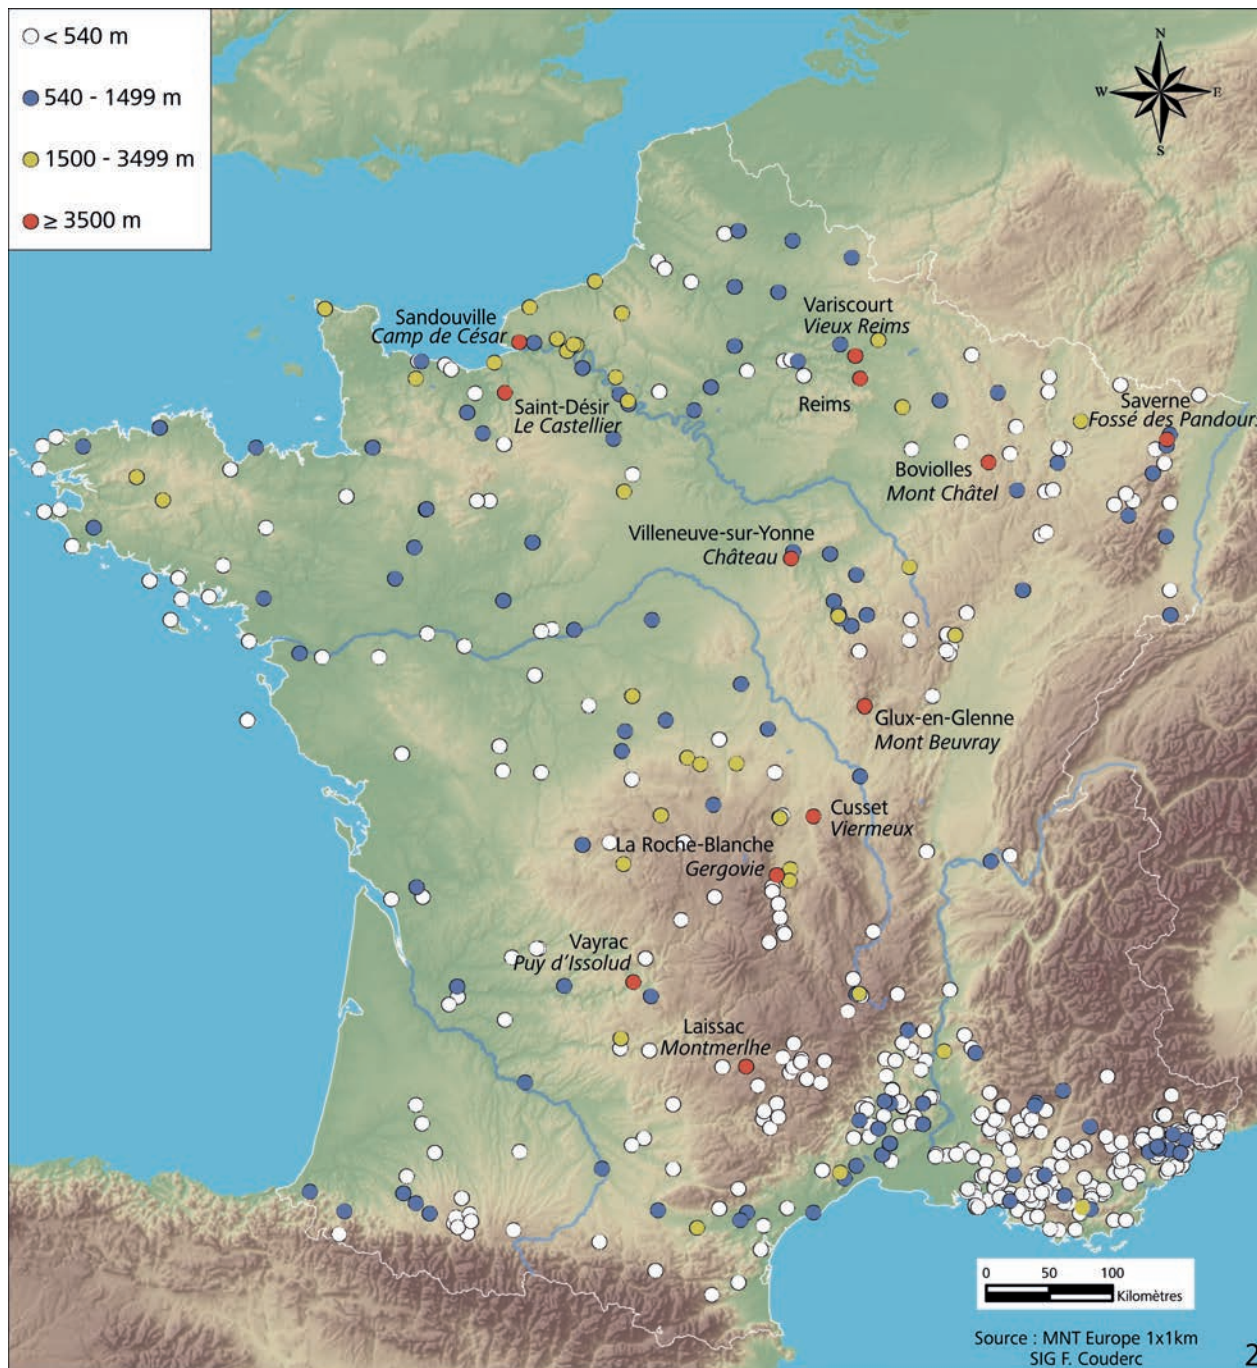 < 540 m
540 - 1499 m
1500 - 3499 m
≥ 3500 m
N
W
E
S
Sandouville
Camp de César
Variscourt
Vieux Reims
Saint-Désir
Le Castellier
Reims
Saverne
Fossé des Pandours
Boviolles
Mont Châtel
Villeneuve-sur-Yonne
Château
Glux-en-Glenne
Mont Beuvray
Cusset
Viermeux
La Roche-Blanche
Gergovie
Vayrac
Puy d'Issolud
Laissac
Montmerlhe
0 50 100
Kilomètres
Source : MNT Europe 1x1km
SIG F. Couderc
2